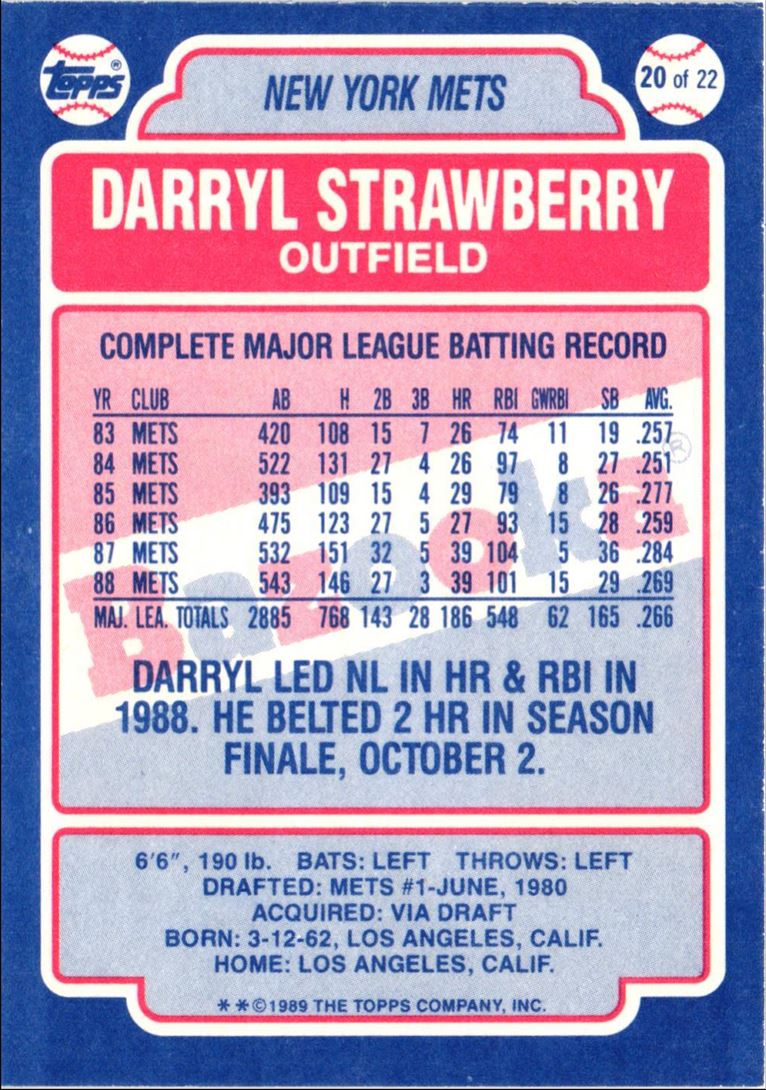 topps®
NEW YORK METS
20 of 22
DARRYL STRAWBERRY
OUTFIELD
COMPLETE MAJOR LEAGUE BATTING RECORD
YR CLUB AB H 2B 3B HR RBI GWRBI SB AVG.
83 METS 420 108 15 7 26 74 11 19 .257
84 METS 522 131 27 4 26 97 8 27 .251
85 METS 393 109 15 4 29 79 8 26 .277
86 METS 475 123 27 5 27 93 15 28 .259
87 METS 532 151 32 5 39 104 5 36 .284
88 METS 543 146 27 3 39 101 15 29 .269
MAJ. LEA. TOTALS 2885 768 143 28 186 548 62 165 .266
Bazooka®
DARRYL LED NL IN HR & RBI IN
1988. HE BELTED 2 HR IN SEASON
FINALE, OCTOBER 2.
6'6", 190 lb. BATS: LEFT THROWS: LEFT
DRAFTED: METS #1-JUNE, 1980
ACQUIRED: VIA DRAFT
BORN: 3-12-62, LOS ANGELES, CALIF.
HOME: LOS ANGELES, CALIF.
**©1989 THE TOPPS COMPANY, INC.